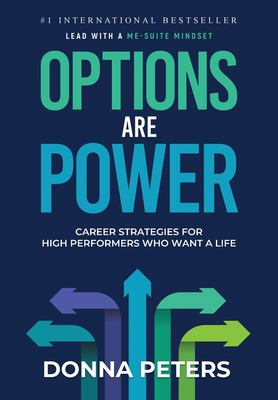 #1 INTERNATIONAL BESTSELLER
LEAD WITH A ME-SUITE MINDSET
OPTIONS
ARE
POWER
CAREER STRATEGIES FOR
HIGH PERFORMERS WHO WANT A LIFE
DONNA PETERS